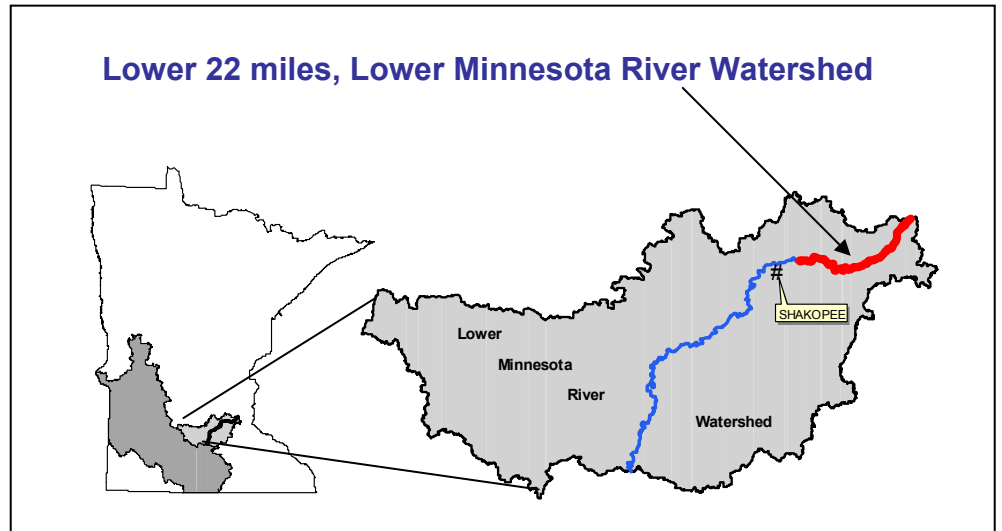 Lower 22 miles, Lower Minnesota River Watershed
#
SHAKOPEE
Lower
Minnesota
River
Watershed